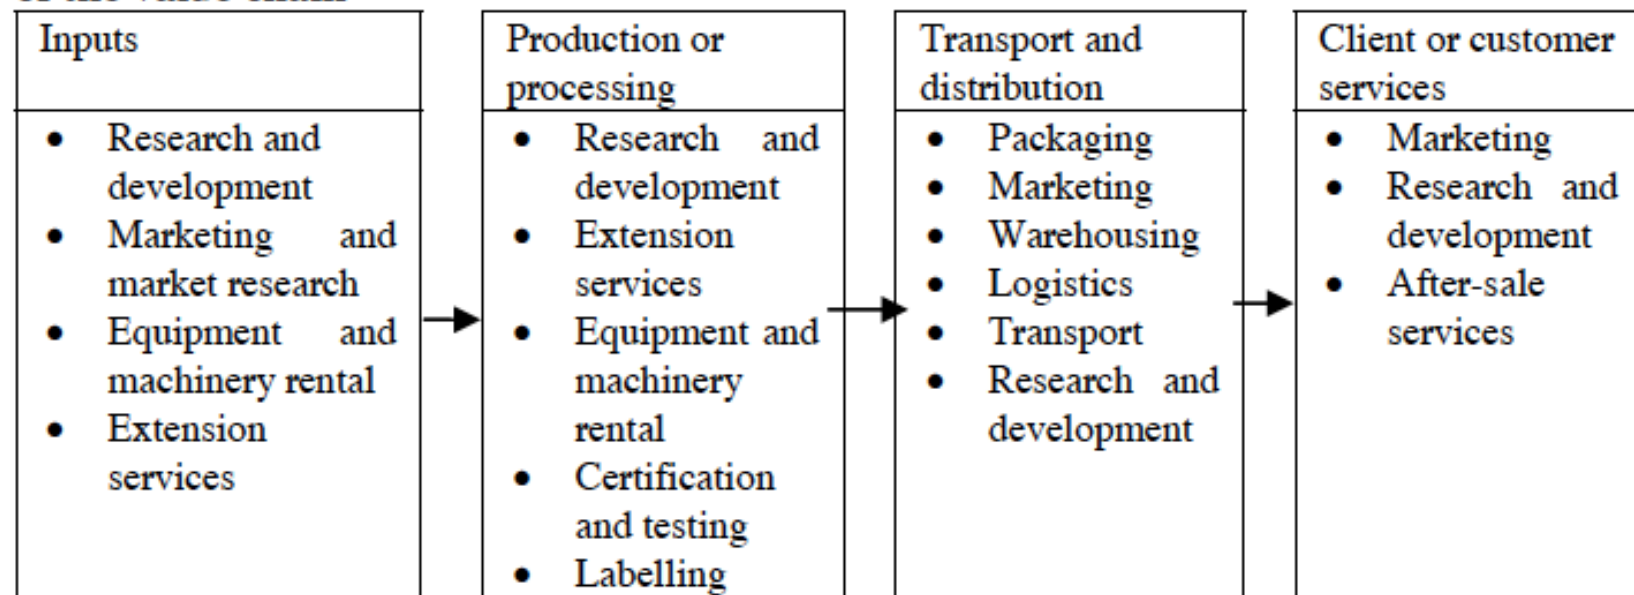 Inputs
• Research and
development
• Marketing and
market research
• Equipment and
machinery rental
• Extension
services
Production or
processing
• Research and
development
• Extension
services
• Equipment and
machinery
rental
• Certification
and testing
• Labelling
Transport and
distribution
• Packaging
• Marketing
• Warehousing
• Logistics
• Transport
• Research and
development
Client or customer
services
• Marketing
• Research and
development
• After-sale
services